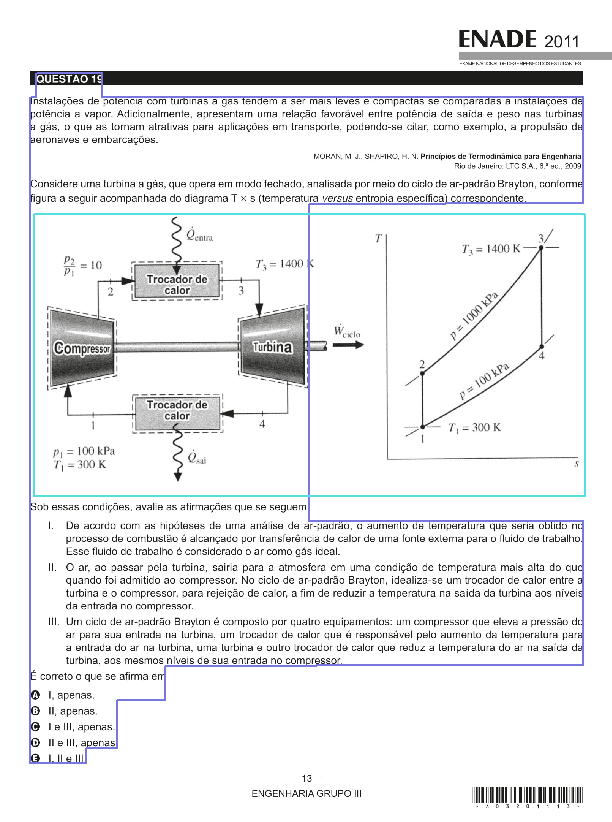 ENADE 2011
EXAME NACIONAL DE DESEMPENHO DOS ESTUDANTES
QUESTÃO 19
Instalações de potência com turbinas a gás tendem a ser mais leves e compactas se comparadas a instalações de
potência a vapor. Adicionalmente, apresentam uma relação favorável entre potência de saída e peso nas turbinas
a gás, o que as tornam atrativas para aplicações em transporte, podendo-se citar, como exemplo, a propulsão de
aeronaves e embarcações.
MORAN, M. J., SHAPIRO, H. N. Princípios de Termodinâmica para Engenharia.
Rio de Janeiro: LTC S.A., 6.ª ed., 2009.
Considere uma turbina a gás, que opera em modo fechado, analisada por meio do ciclo de ar-padrão Brayton, conforme
figura a seguir acompanhada do diagrama T × s (temperatura versus entropia específica) correspondente.
Q̇entra
p2/p1 = 10
Trocador de
calor
T3 = 1400 K
2
3
Compressor
Turbina
Ẇciclo
Trocador de
calor
1
4
p1 = 100 kPa
T1 = 300 K
Q̇sai
T
T3 = 1400 K
3
p = 1000 kPa
2
4
p = 100 kPa
T1 = 300 K
1
s
Sob essas condições, avalie as afirmações que se seguem.
I. De acordo com as hipóteses de uma análise de ar-padrão, o aumento de temperatura que seria obtido no
processo de combustão é alcançado por transferência de calor de uma fonte externa para o fluido de trabalho.
Esse fluido de trabalho é considerado o ar como gás ideal.
II. O ar, ao passar pela turbina, sairia para a atmosfera em uma condição de temperatura mais alta do que
quando foi admitido ao compressor. No ciclo de ar-padrão Brayton, idealiza-se um trocador de calor entre a
turbina e o compressor, para rejeição de calor, a fim de reduzir a temperatura na saída da turbina aos níveis
da entrada no compressor.
III. Um ciclo de ar-padrão Brayton é composto por quatro equipamentos: um compressor que eleva a pressão do
ar para sua entrada na turbina, um trocador de calor que é responsável pelo aumento da temperatura para
a entrada do ar na turbina, uma turbina e outro trocador de calor que reduz a temperatura do ar na saída da
turbina, aos mesmos níveis de sua entrada no compressor.
É correto o que se afirma em
A I, apenas.
B II, apenas.
C I e III, apenas.
D II e III, apenas.
E I, II e III.
13
ENGENHARIA GRUPO III
* A 0 3 2 0 1 1 1 3 *